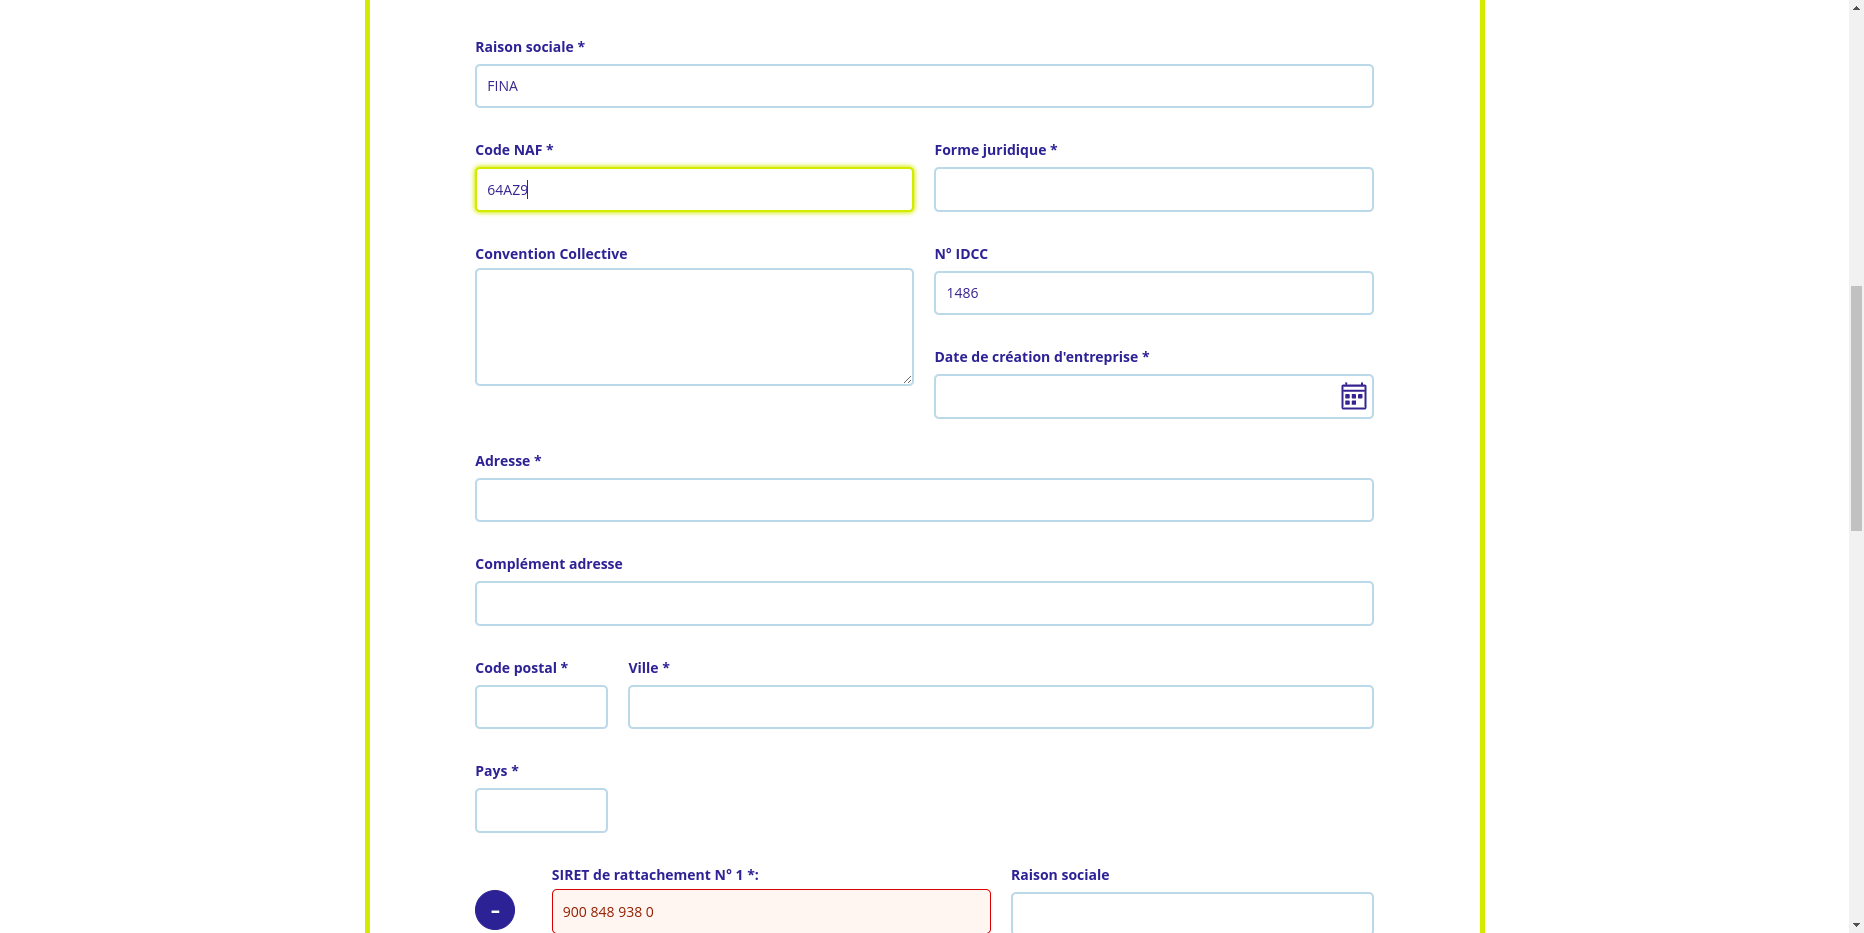 Raison sociale *
FINA
Code NAF *
Forme juridique *
64AZ9
Convention Collective
N° IDCC
1486
Date de création d'entreprise *
Adresse *
Complément adresse
Code postal *
Ville *
Pays *
SIRET de rattachement N° 1 *:
Raison sociale
-
900 848 938 0